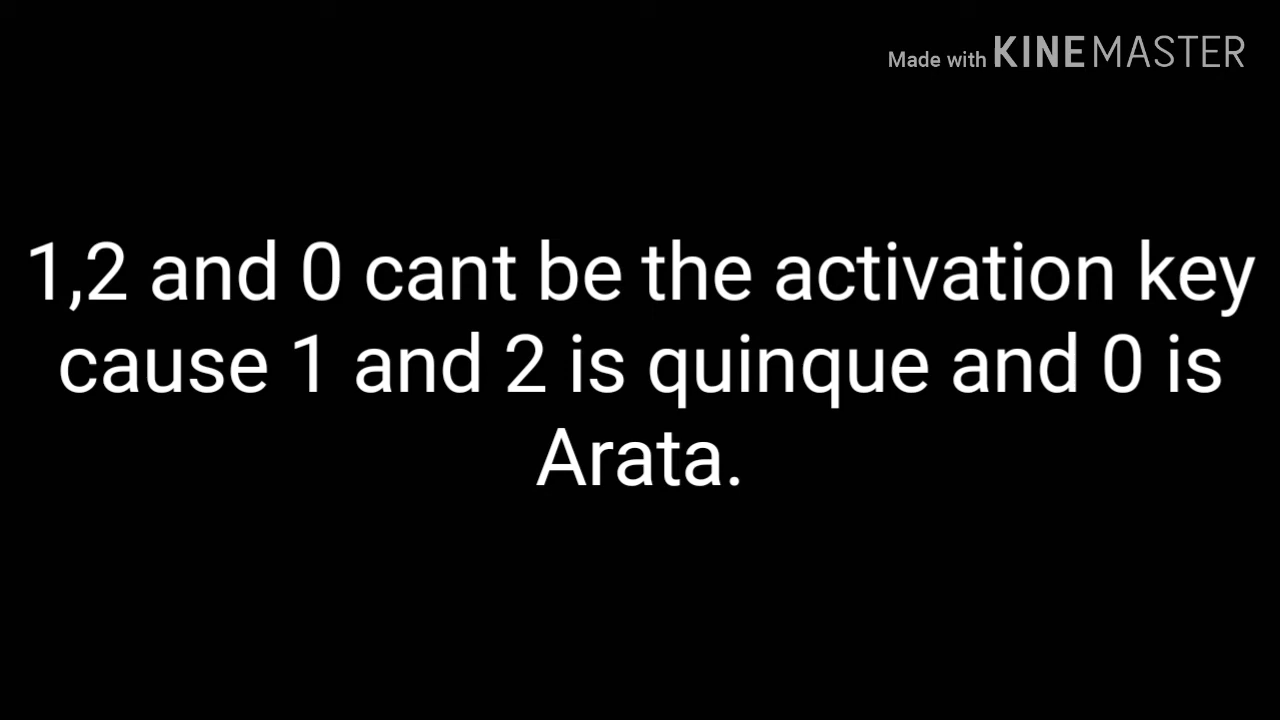 Made with KINEMASTER
1,2 and 0 cant be the activation key
cause 1 and 2 is quinque and 0 is
Arata.